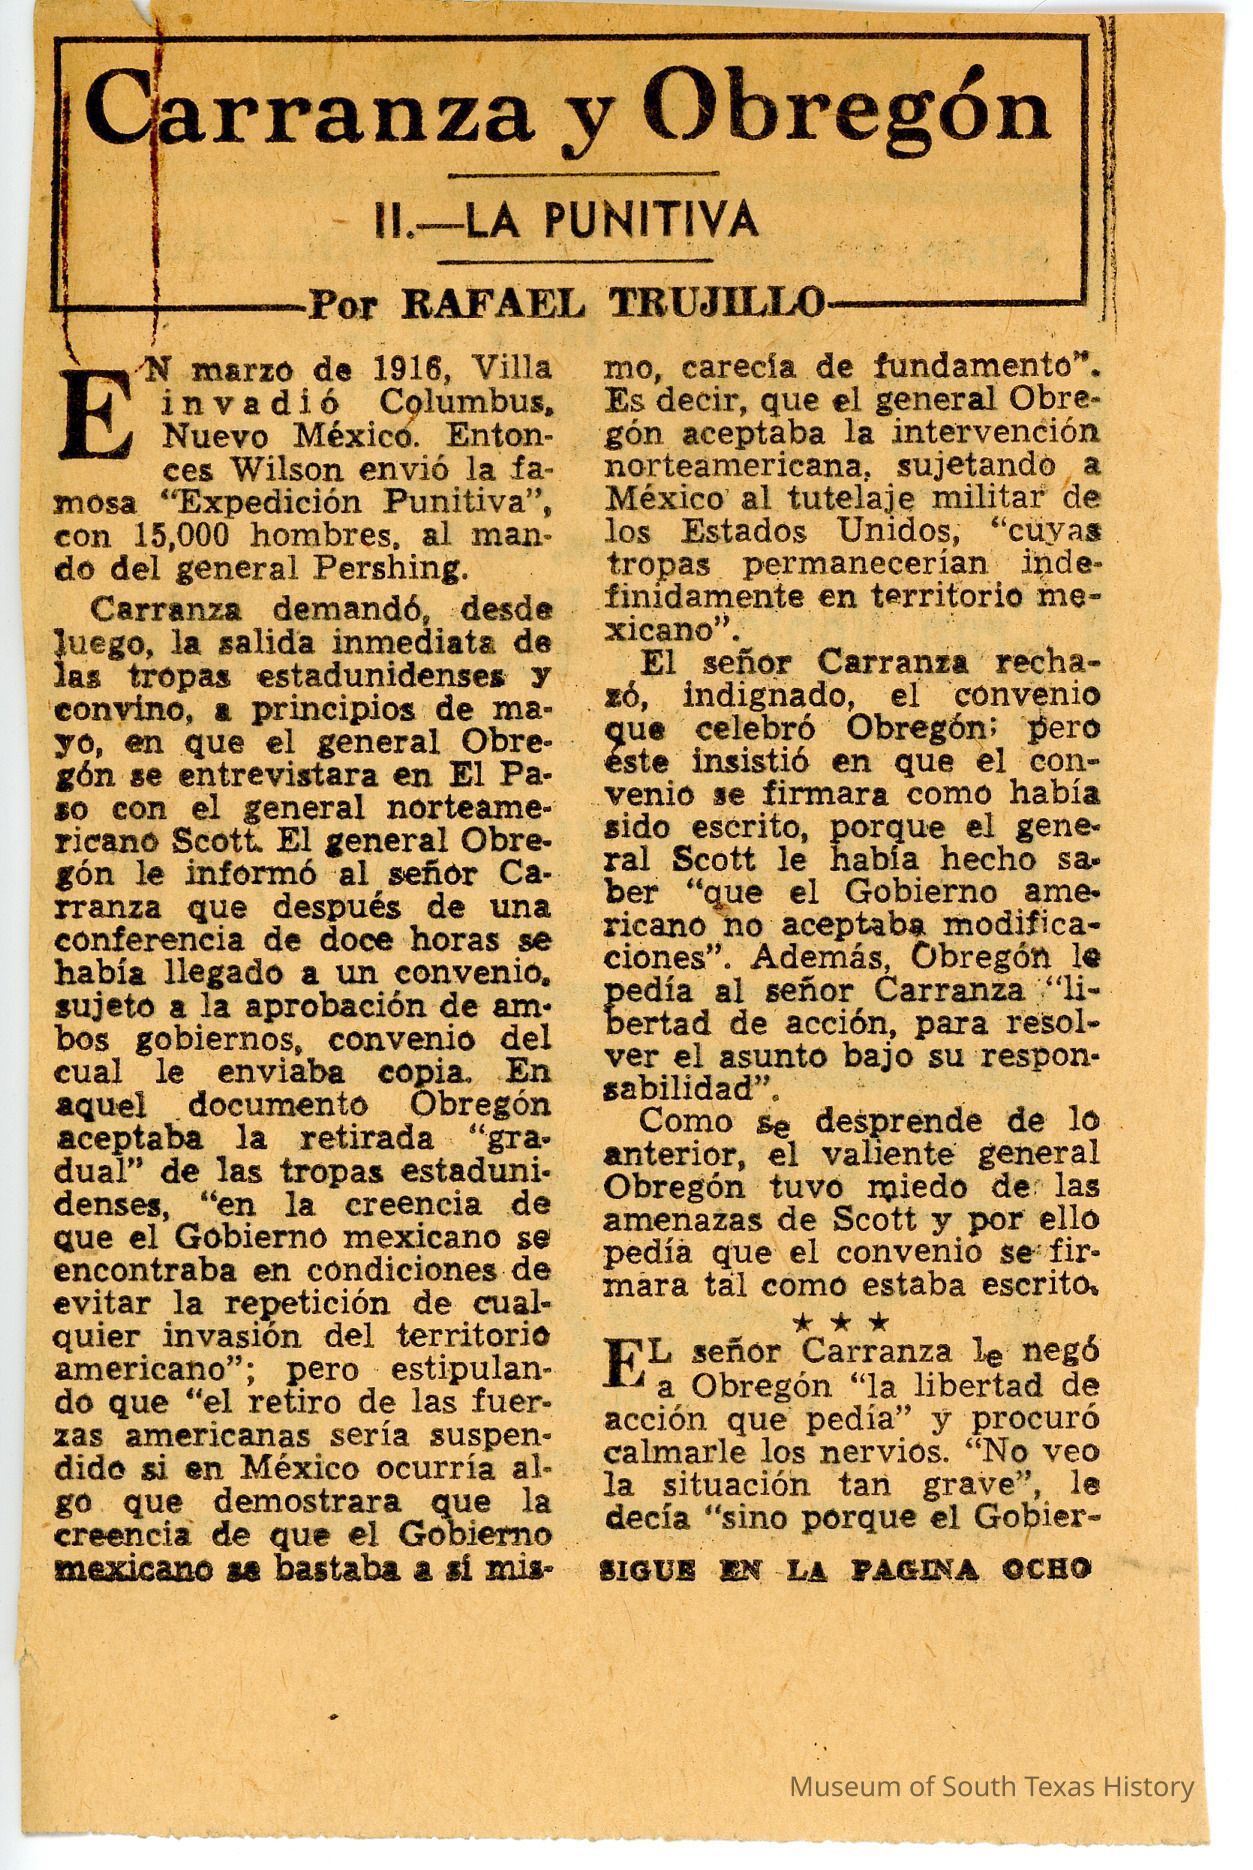 Carranza y Obregón
II.—LA PUNITIVA
Por RAFAEL TRUJILLO
EN marzo de 1916, Villa
invadió Columbus,
Nuevo México. Enton-
ces Wilson envió la fa-
mosa “Expedición Punitiva”,
con 15,000 hombres, al man-
do del general Pershing.
Carranza demandó, desde
luego, la salida inmediata de
las tropas estadunidenses y
convino, a principios de ma-
yo, en que el general Obre-
gón se entrevistara en El Pa-
so con el general norteame-
ricano Scott. El general Obre-
gón le informó al señor Ca-
rranza que después de una
conferencia de doce horas se
había llegado a un convenio,
sujeto a la aprobación de am-
bos gobiernos, convenio del
cual le enviaba copia. En
aquel documento Obregón
aceptaba la retirada “gra-
dual” de las tropas estaduni-
denses, “en la creencia de
que el Gobierno mexicano se
encontraba en condiciones de
evitar la repetición de cual-
quier invasión del territorio
americano”; pero estipulan-
do que “el retiro de las fuer-
zas americanas sería suspen-
dido si en México ocurría al-
go que demostrara que la
creencia de que el Gobierno
mexicano se bastaba a sí mis-
mo, carecía de fundamento”.
Es decir, que el general Obre-
gón aceptaba la intervención
norteamericana, sujetando a
México al tutelaje militar de
los Estados Unidos, “cuyas
tropas permanecerían inde-
finidamente en territorio me-
xicano”.
El señor Carranza recha-
zó, indignado, el convenio
que celebró Obregón; pero
éste insistió en que el con-
venio se firmara como había
sido escrito, porque el gene-
ral Scott le había hecho sa-
ber “que el Gobierno ame-
ricano no aceptaba modifica-
ciones”. Además, Obregón le
pedía al señor Carranza “li-
bertad de acción, para resol-
ver el asunto bajo su respon-
sabilidad”.
Como se desprende de lo
anterior, el valiente general
Obregón tuvo miedo de las
amenazas de Scott y por ello
pedía que el convenio se fir-
mara tal como estaba escrito.
★ ★ ★
EL señor Carranza le negó
a Obregón “la libertad de
acción que pedía” y procuró
calmarle los nervios. “No veo
la situación tan grave”, le
decía “sino porque el Gobier-
SIGUE EN LA PAGINA OCHO
Museum of South Texas History